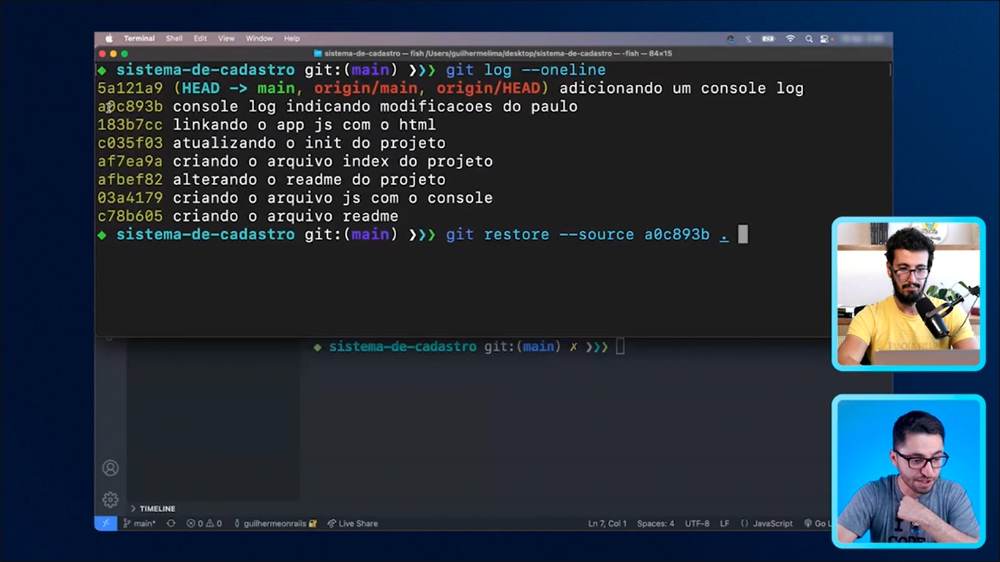 Terminal Shell Edit View Window Help
sistema-de-cadastro — fish /Users/guilhermelima/desktop/sistema-de-cadastro — -fish — 84×15
◆ sistema-de-cadastro git:(main) ❯❯❯ git log --oneline
5a121a9 (HEAD -> main, origin/main, origin/HEAD) adicionando um console log
a0c893b console log indicando modificacoes do paulo
183b7cc linkando o app js com o html
c035f03 atualizando o init do projeto
af7ea9a criando o arquivo index do projeto
afbef82 alterando o readme do projeto
03a4179 criando o arquivo js com o console
c78b605 criando o arquivo readme
◆ sistema-de-cadastro git:(main) ❯❯❯ git restore --source a0c893b .
◆ sistema-de-cadastro git:(main) ✗ ❯❯❯
TIMELINE
main* 0 0 guilhermeonrails Live Share Ln 7, Col 1 Spaces: 4 UTF-8 LF {} JavaScript Go L
TRACK&FIELD
I
CODE